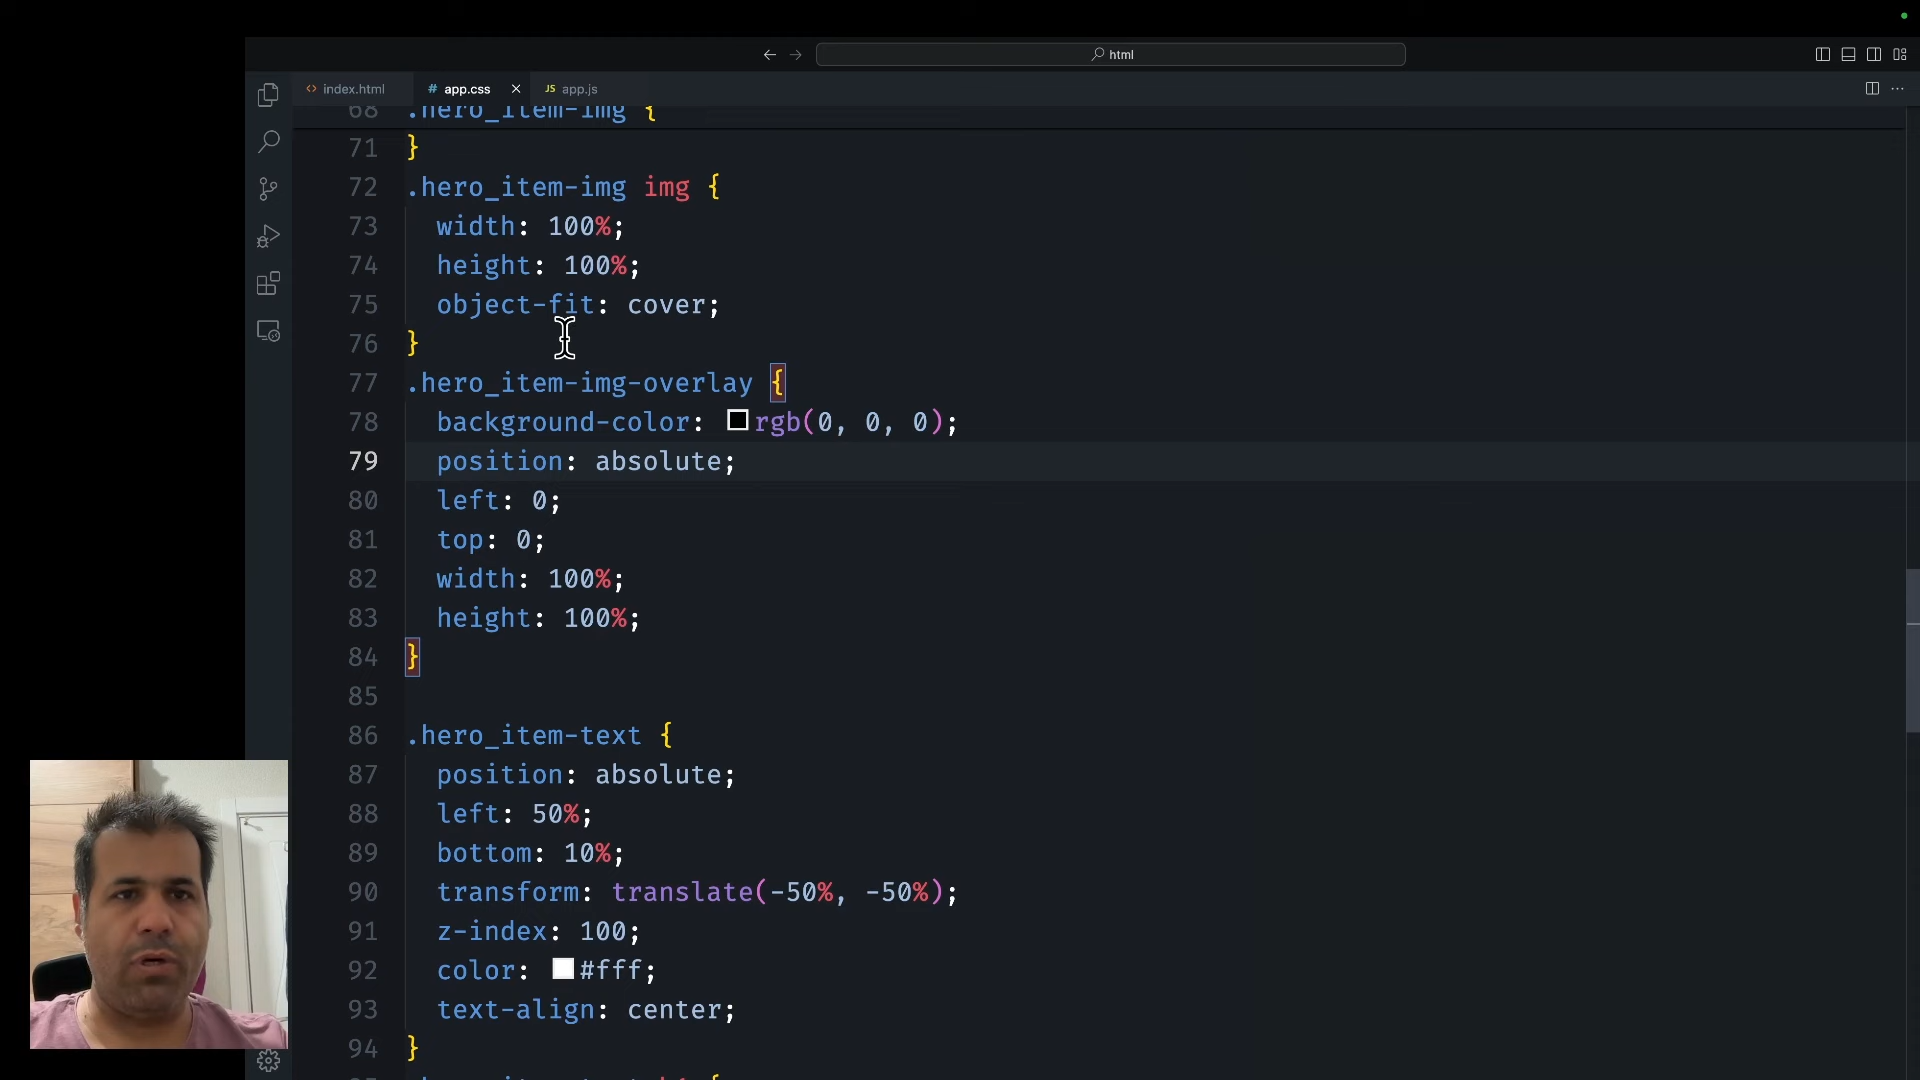 html
index.html
# app.css
JS app.js
68 .hero_item-img {
71 }
72 .hero_item-img img {
73 width: 100%;
74 height: 100%;
75 object-fit: cover;
76 }
77 .hero_item-img-overlay {
78 background-color: rgb(0, 0, 0);
79 position: absolute;
80 left: 0;
81 top: 0;
82 width: 100%;
83 height: 100%;
84 }
85
86 .hero_item-text {
87 position: absolute;
88 left: 50%;
89 bottom: 10%;
90 transform: translate(-50%, -50%);
91 z-index: 100;
92 color: #fff;
93 text-align: center;
94 }